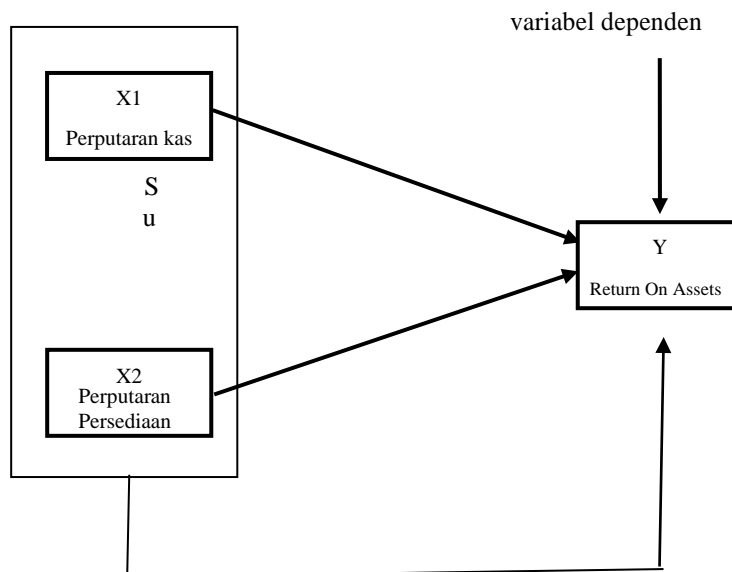 variabel dependen
X1
Perputaran kas
S
u
Y
Return On Assets
X2
Perputaran
Persediaan